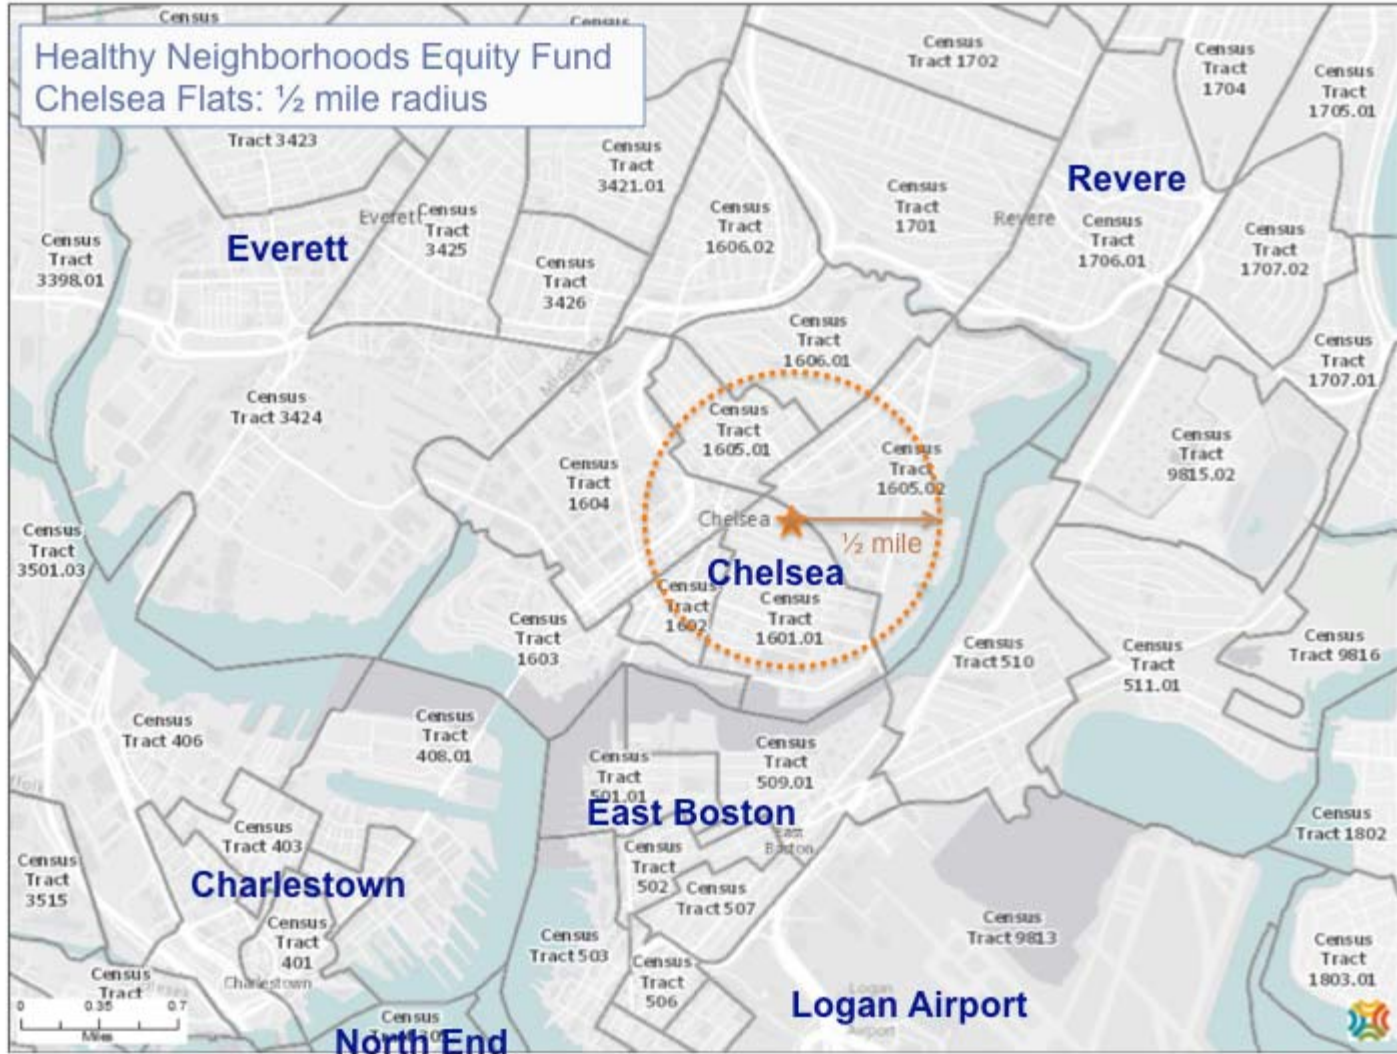 Census
Census
Healthy Neighborhoods Equity Fund
Chelsea Flats: ½ mile radius
Tract 3423
Census
Tract 1702
Census
Tract
1704
Census
Tract
1705.01
Census
Tract
3421.01
Revere
Census
Tract
3398.01
Everett
Everett
Census
Tract
3425
Census
Tract
3426
Census
Tract
1606.02
Census
Tract
1701
Revere
Census
Tract
1706.01
Census
Tract
1707.02
Census
Tract
1606.01
Census
Tract
1707.01
Middlesex
Suffolk
Census
Tract 3424
Census
Tract
1605.01
Census
Tract
1605.02
Census
Tract
9815.02
Census
Tract
1604
Census
Tract
3501.03
Chelsea
½ mile
Chelsea
Census
Tract
1602
Census
Tract
1601.01
Census
Tract
1603
Census
Tract 510
Census
Tract
511.01
Census
Tract 9816
Census
Tract 406
Census
Tract
408.01
Census
Tract
501.01
Census
Tract
509.01
East Boston
East
Boston
Census
Tract 1802
Census
Tract 403
Census
Tract
3515
Charlestown
Census
Tract
502
Census
Tract 507
Census
Tract
401
Census
Tract 503
Census
Tract 9813
Census
Tract
1803.01
Census
Tract
Charlestown
Census
Tract
506
Logan
Airport
Logan Airport
0 0.35 0.7
Miles
Census
North End